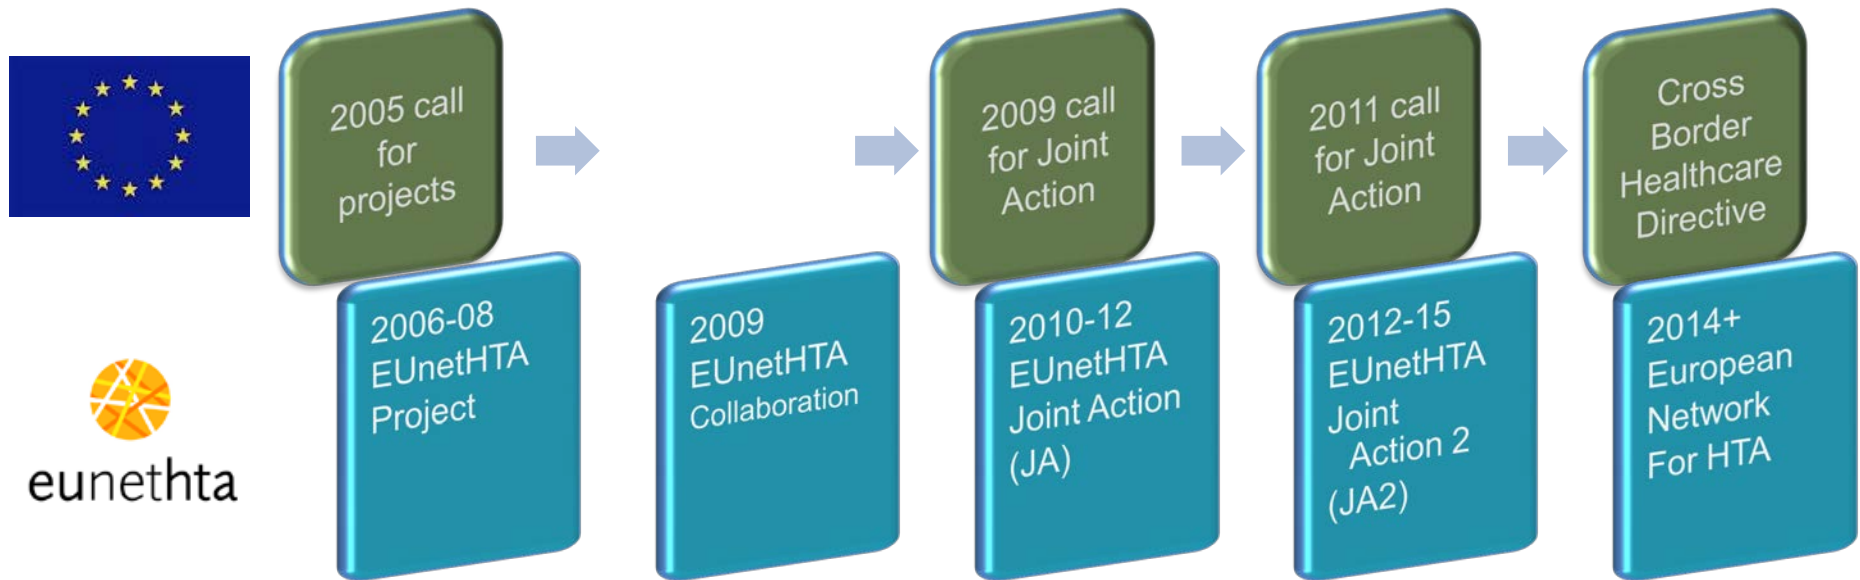 2005 call
for
projects
2009 call
for Joint
Action
2011 call
for Joint
Action
Cross
Border
Healthcare
Directive
eunethta
2006-08
EUnetHTA
Project
2009
EUnetHTA
Collaboration
2010-12
EUnetHTA
Joint Action
(JA)
2012-15
EUnetHTA
Joint
Action 2
(JA2)
2014+
European
Network
For HTA